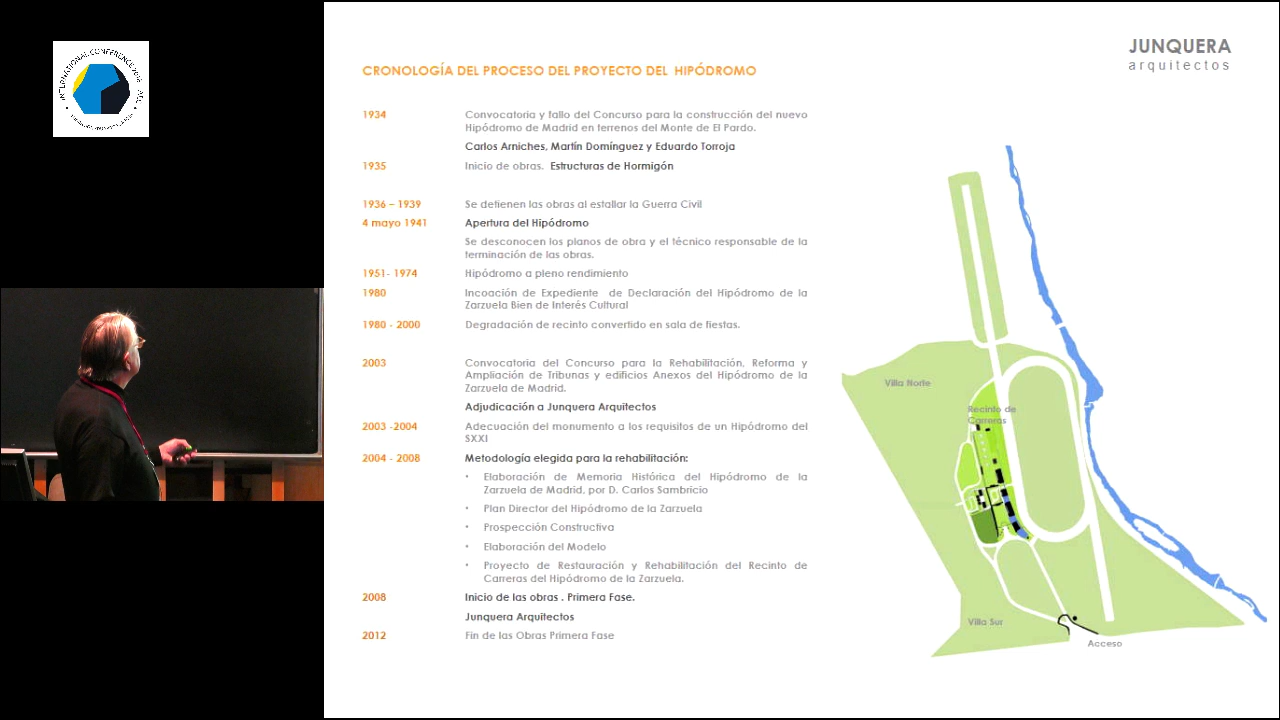 INTERNATIONAL CONFERENCE
JUNQUERA
arquitectos
CRONOLOGÍA DEL PROCESO DEL PROYECTO DEL HIPÓDROMO
1934 Convocatoria y fallo del Concurso para la construcción del nuevo
Hipódromo de Madrid en terrenos del Monte de El Pardo.
Carlos Arniches, Martín Domínguez y Eduardo Torroja
1935 Inicio de obras. Estructuras de Hormigón
1936 – 1939 Se detienen las obras al estallar la Guerra Civil
4 mayo 1941 Apertura del Hipódromo
Se desconocen los planos de obra y el técnico responsable de la
terminación de las obras.
1951- 1974 Hipódromo a pleno rendimiento
1980 Incoación de Expediente de Declaración del Hipódromo de la
Zarzuela Bien de Interés Cultural
1980 - 2000 Degradación de recinto convertido en sala de fiestas.
2003 Convocatoria del Concurso para la Rehabilitación, Reforma y
Ampliación de Tribunas y edificios Anexos del Hipódromo de la
Zarzuela de Madrid.
Adjudicación a Junquera Arquitectos
2003 -2004 Adecuación del monumento a los requisitos de un Hipódromo del
SXXI
2004 - 2008 Metodología elegida para la rehabilitación:
• Elaboración de Memoria Histórica del Hipódromo de la
Zarzuela de Madrid, por D. Carlos Sambricio
• Plan Director del Hipódromo de la Zarzuela
• Prospección Constructiva
• Elaboración del Modelo
• Proyecto de Restauración y Rehabilitación del Recinto de
Carreras del Hipódromo de la Zarzuela.
2008 Inicio de las obras . Primera Fase.
Junquera Arquitectos
2012 Fin de las Obras Primera Fase
Villa Norte
Recinto de
Carreras
Villa Sur
Acceso